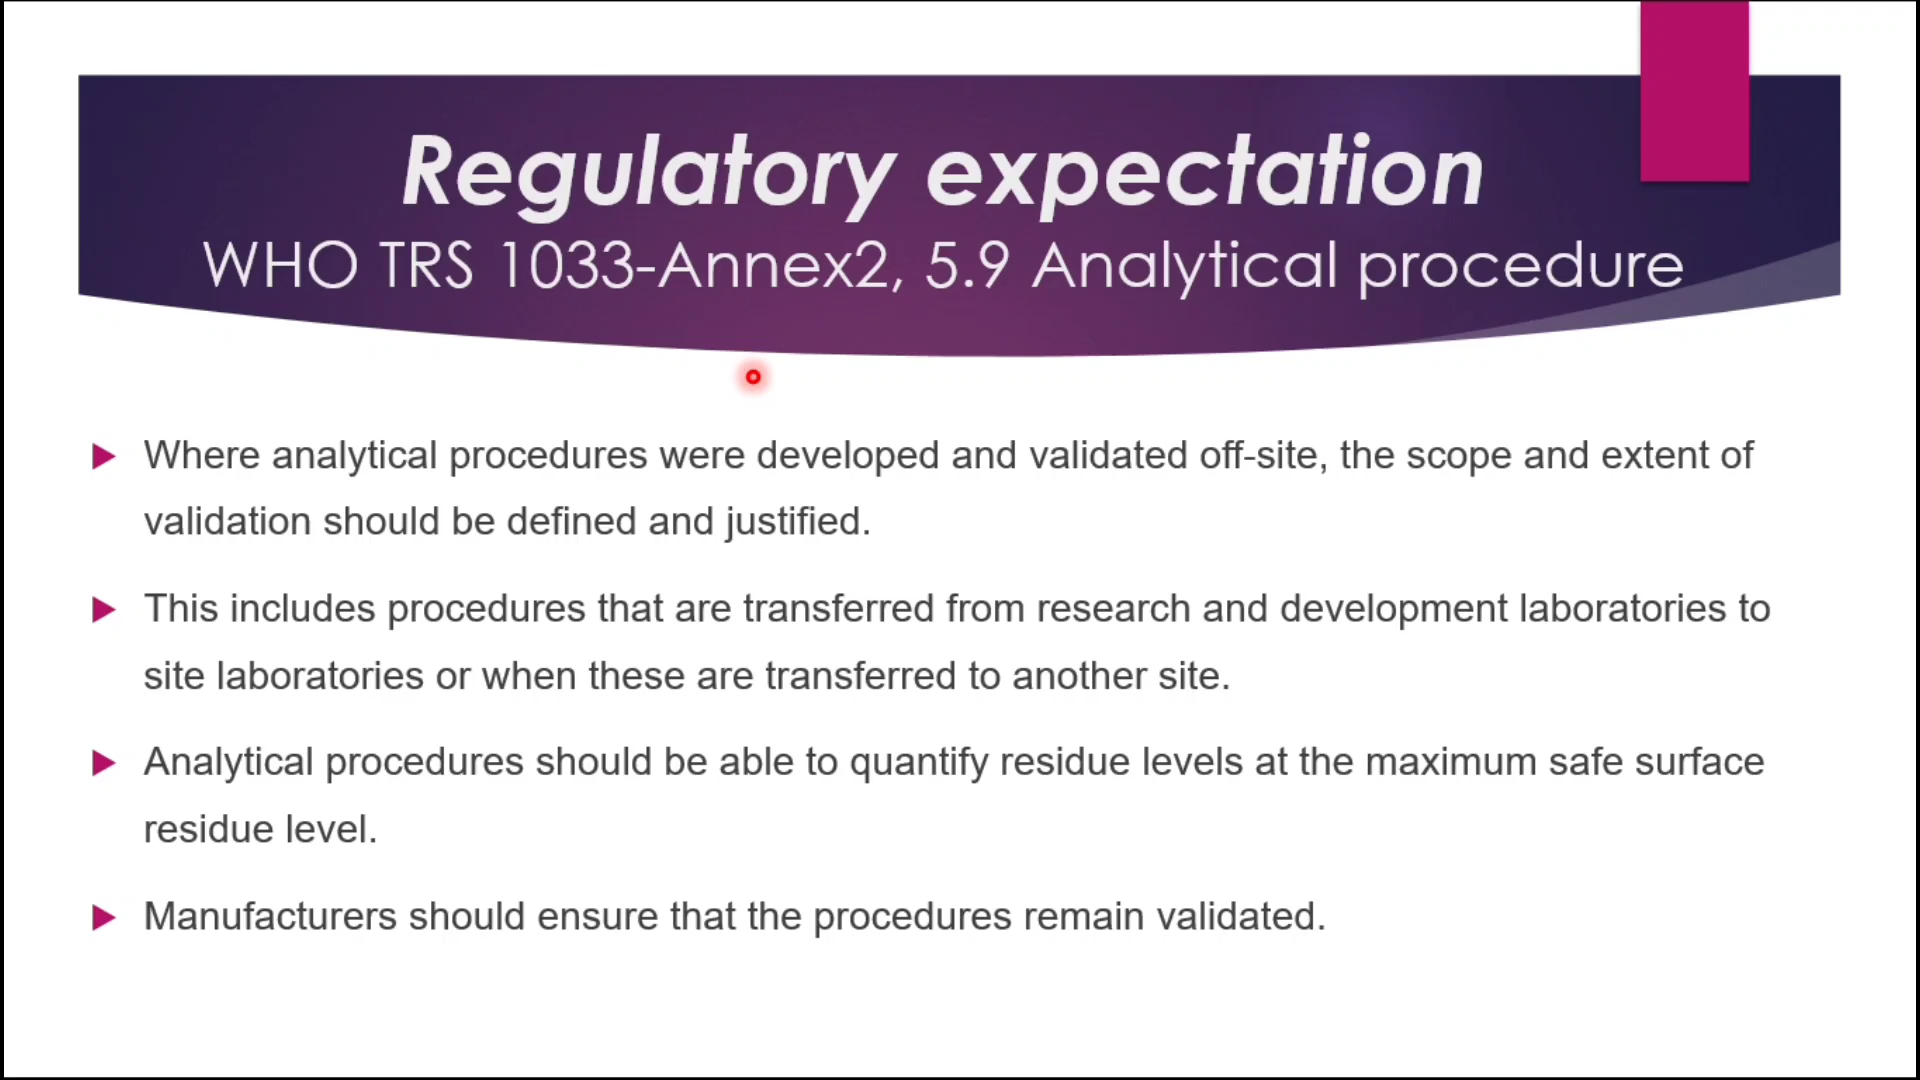 Regulatory expectation
WHO TRS 1033-Annex2, 5.9 Analytical procedure
Where analytical procedures were developed and validated off-site, the scope and extent of
validation should be defined and justified.
This includes procedures that are transferred from research and development laboratories to
site laboratories or when these are transferred to another site.
Analytical procedures should be able to quantify residue levels at the maximum safe surface
residue level.
Manufacturers should ensure that the procedures remain validated.